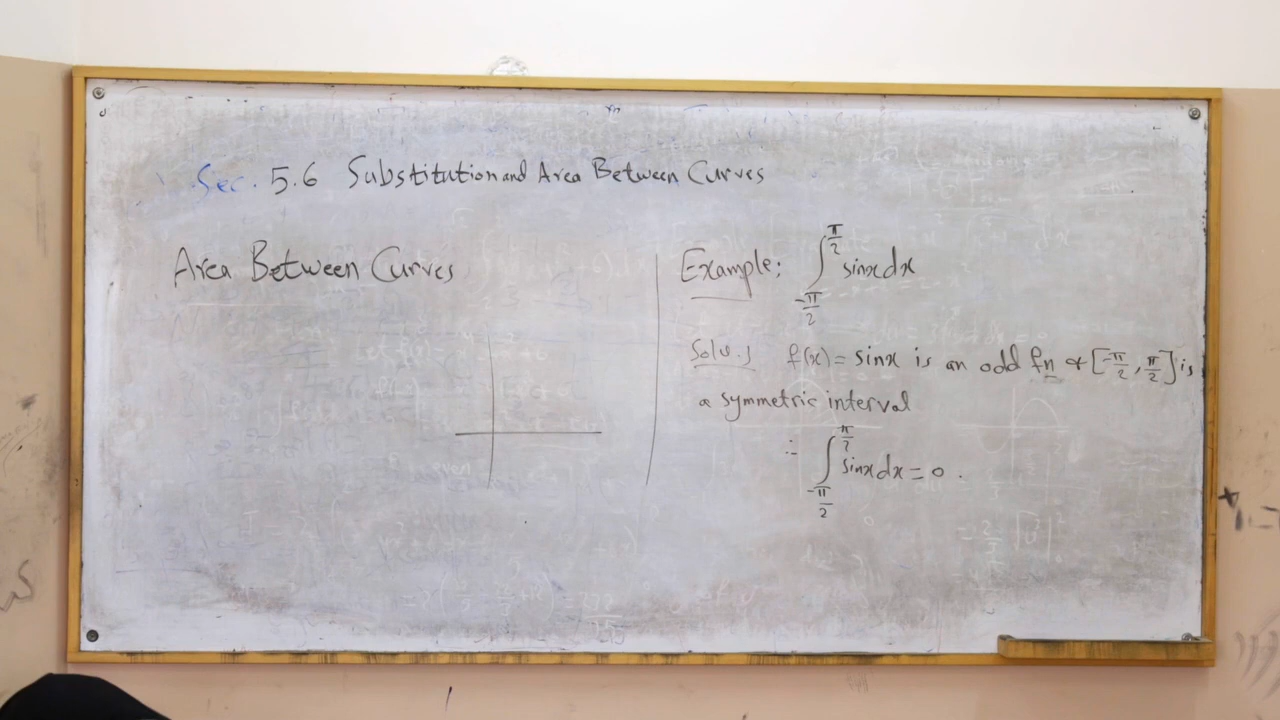 Sec. 5.6 Substitution and Area Between Curves
Area Between Curves
Example: ∫_{-π/2}^{π/2} sinx dx
Solu.) f(x) = sinx is an odd fn & [-π/2, π/2] is
a symmetric interval
∴ ∫_{-π/2}^{π/2} sinx dx = 0.